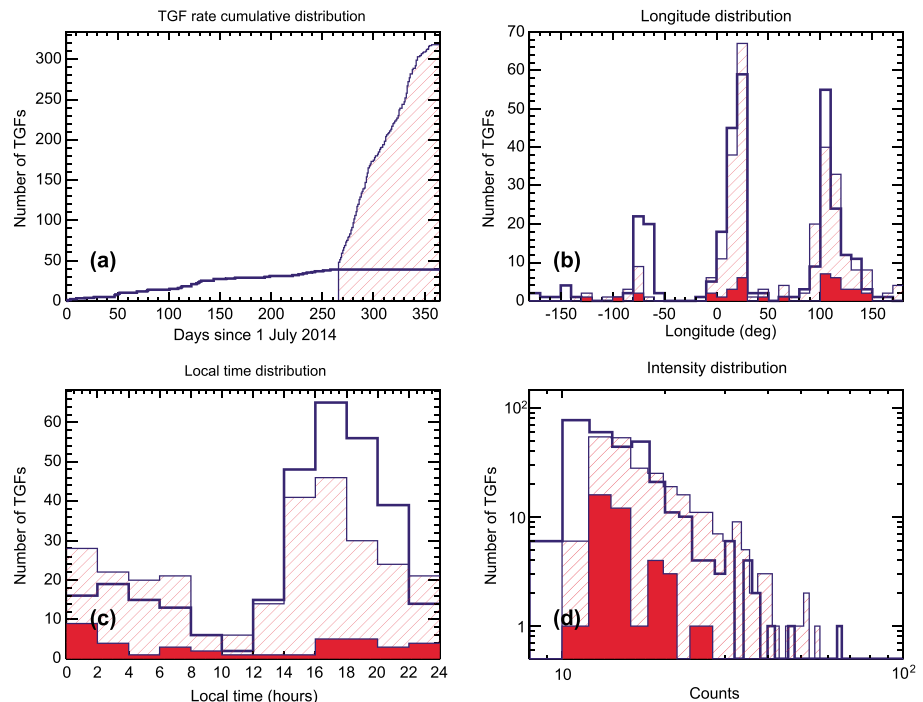 TGF rate cumulative distribution
Number of TGFs
300
250
200
150
100
50
0
(a)
0 50 100 150 200 250 300 350
Days since 1 July 2014
Longitude distribution
Number of TGFs
70
60
50
40
30
20
10
0
(b)
-150 -100 -50 0 50 100 150
Longitude (deg)
Local time distribution
Number of TGFs
60
50
40
30
20
10
0
(c)
0 2 4 6 8 10 12 14 16 18 20 22 24
Local time (hours)
Intensity distribution
Number of TGFs
10²
10
1
(d)
10 10²
Counts